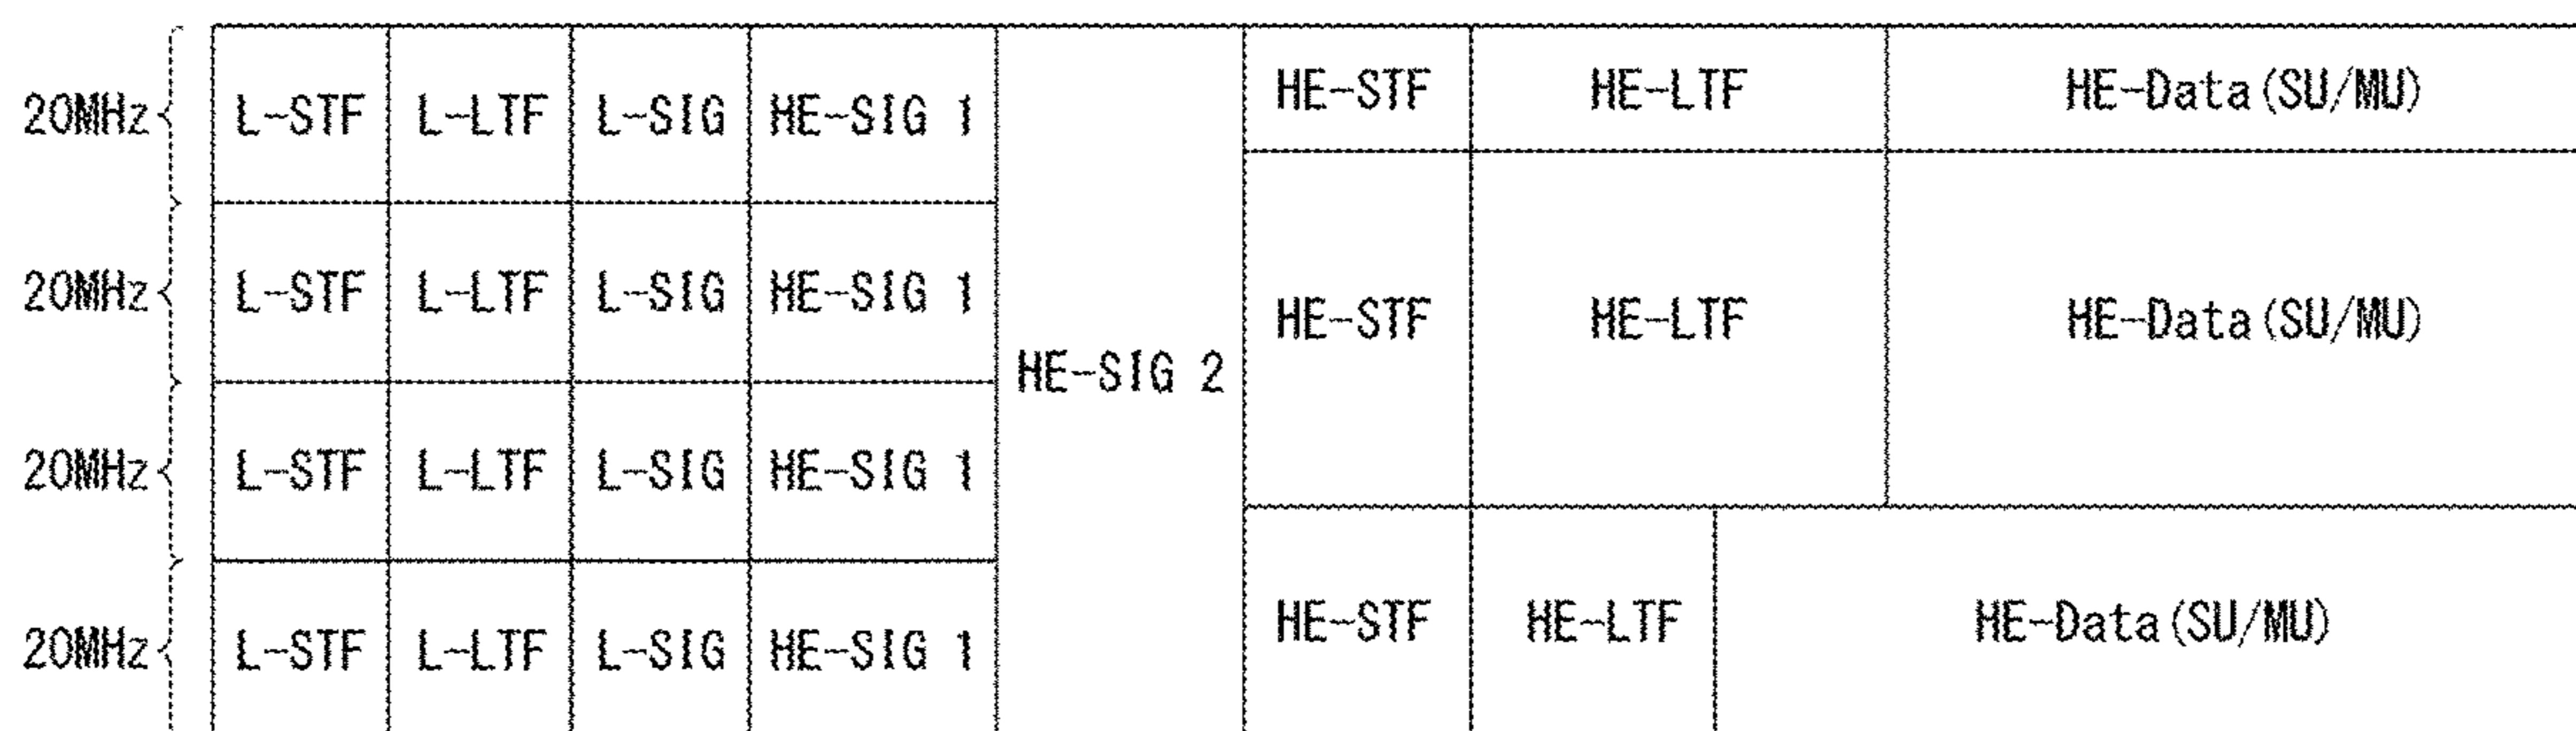 HE-STF HE-LTF HE-Data(SU/MU)
20MHz L-STF L-LTF L-SIG HE-SIG 1
20MHz L-STF L-LTF L-SIG HE-SIG 1
HE-STF HE-LTF HE-Data(SU/MU)
HE-SIG 2
20MHz L-STF L-LTF L-SIG HE-SIG 1
HE-STF HE-LTF HE-Data(SU/MU)
20MHz L-STF L-LTF L-SIG HE-SIG 1